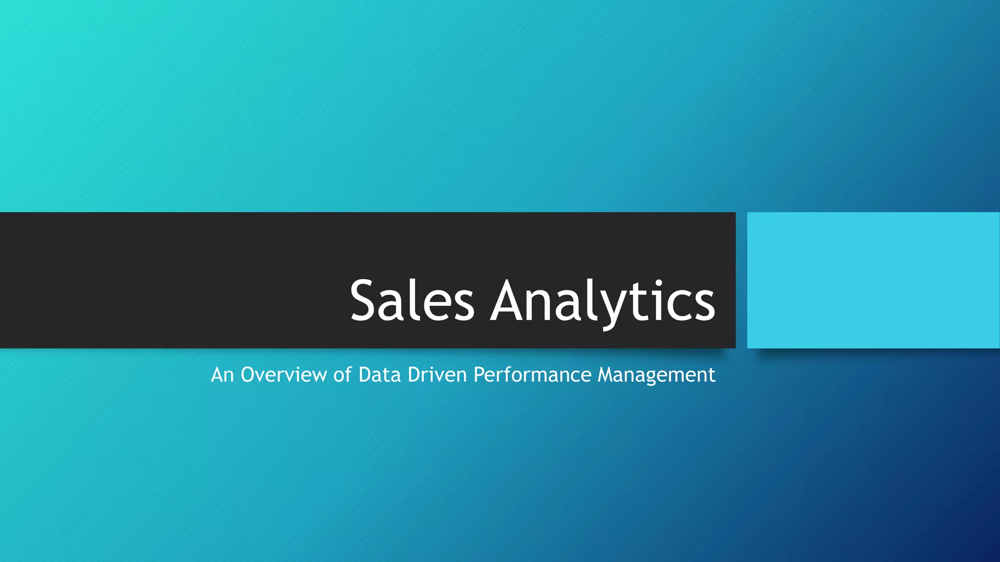 Sales Analytics
An Overview of Data Driven Performance Management